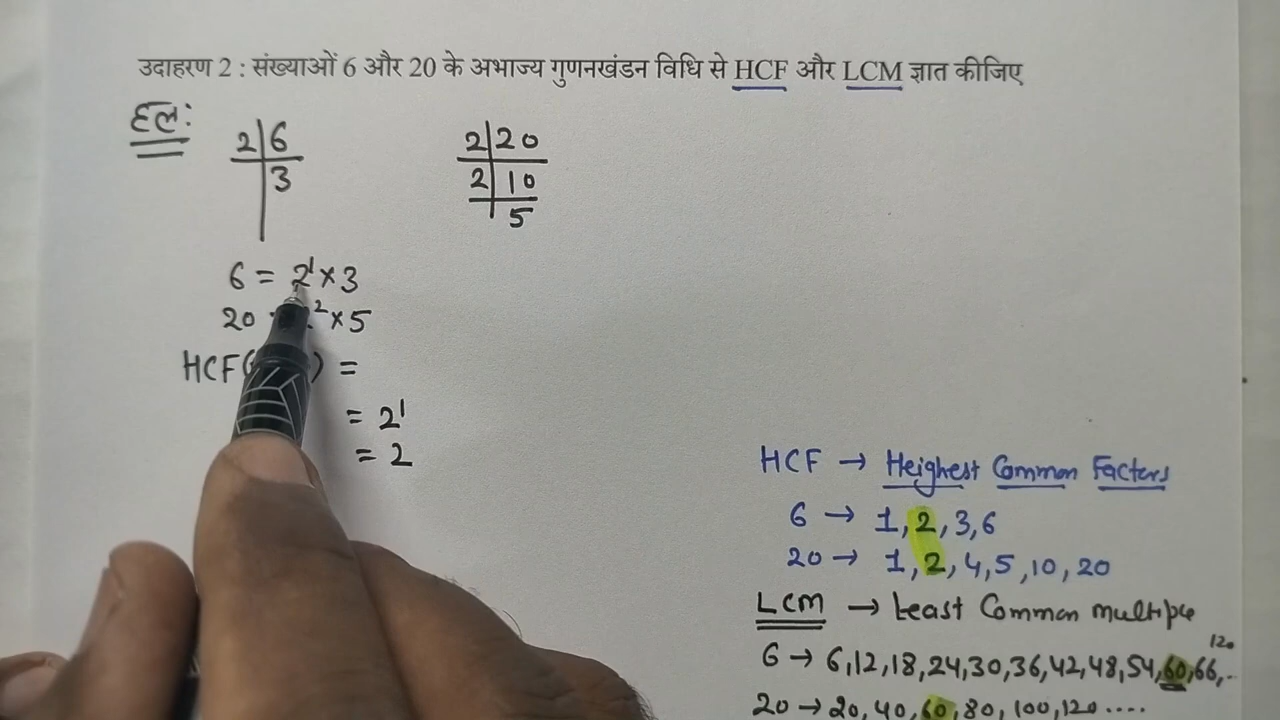 उदाहरण 2 : संख्याओं 6 और 20 के अभाज्य गुणनखंडन विधि से HCF और LCM ज्ञात कीजिए
हल:
2|6
3
2|20
2|10
5
6 = 2¹×3
20 ² ×5
HCF( ) =
= 2¹
= 2
HCF → Heighest Common Factors
6 → 1,2,3,6
20 → 1,2,4,5,10,20
LCM → Least Common multiple
6 → 6,12,18,24,30,36,42,48,54,60,66,.. 120
20 → 20,40,60,80,100,120....